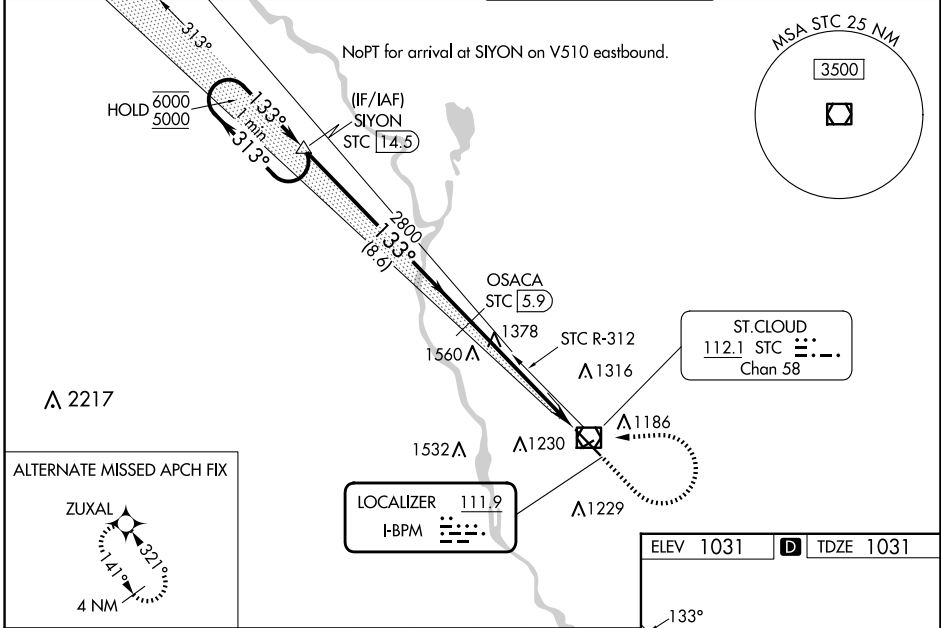 313°
NoPT for arrival at SIYON on V510 eastbound.
MSA STC 25 NM
3500
HOLD 6000
5000
133°
1 min
313°
(IF/IAF)
SIYON
STC 14.5
2800
133°
(8.6)
OSACA
STC 5.9
1378
1560
STC R-312
1316
ST.CLOUD
112.1 STC
Chan 58
2217
1186
1532
1230
1229
ALTERNATE MISSED APCH FIX
ZUXAL
141°
321°
4 NM
LOCALIZER 111.9
I-BPM
ELEV 1031 D TDZE 1031
133°